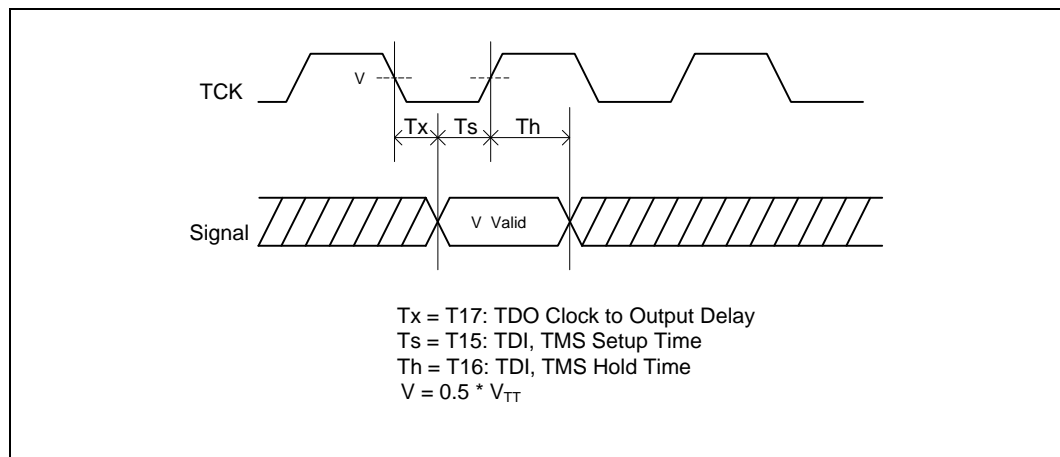 V
TCK
Tx Ts Th
V Valid
Signal
Tx = T17: TDO Clock to Output Delay
Ts = T15: TDI, TMS Setup Time
Th = T16: TDI, TMS Hold Time
V = 0.5 * VTT